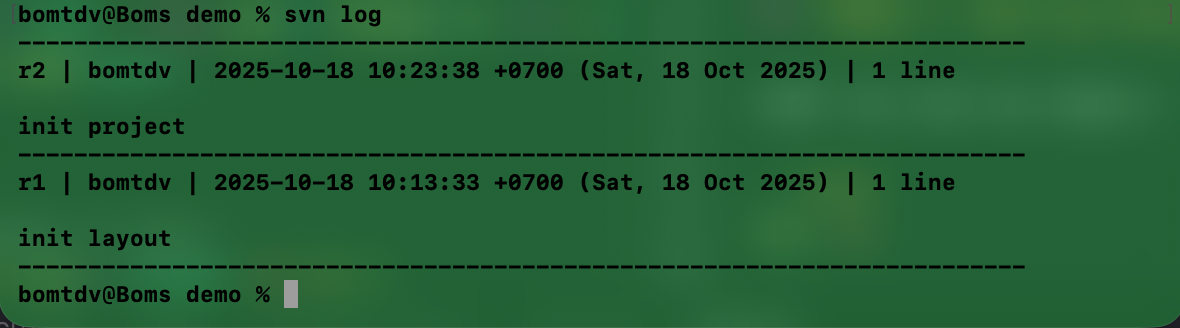 bomtdv@Boms demo % svn log
------------------------------------------------------------------------
r2 | bomtdv | 2025-10-18 10:23:38 +0700 (Sat, 18 Oct 2025) | 1 line
init project
------------------------------------------------------------------------
r1 | bomtdv | 2025-10-18 10:13:33 +0700 (Sat, 18 Oct 2025) | 1 line
init layout
------------------------------------------------------------------------
bomtdv@Boms demo %